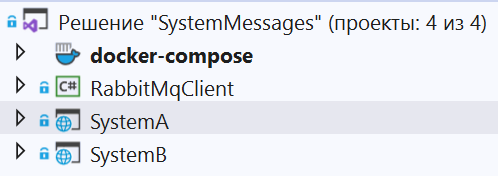 Решение "SystemMessages" (проекты: 4 из 4)
docker-compose
C# RabbitMqClient
SystemA
SystemB